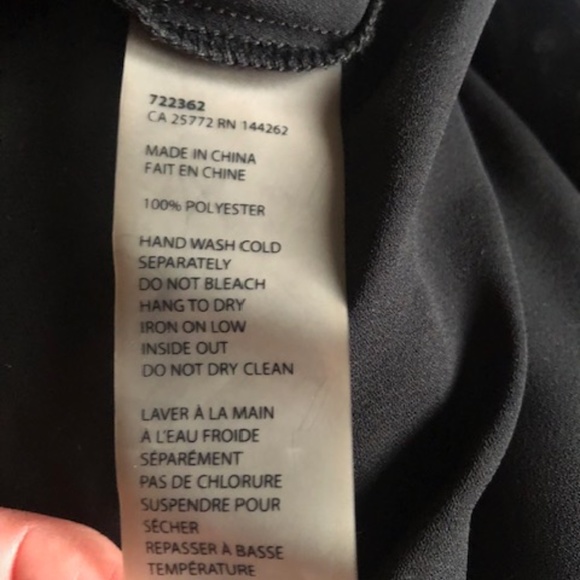 722362
CA 25772 RN 144262
MADE IN CHINA
FAIT EN CHINE
100% POLYESTER
HAND WASH COLD
SEPARATELY
DO NOT BLEACH
HANG TO DRY
IRON ON LOW
INSIDE OUT
DO NOT DRY CLEAN
LAVER À LA MAIN
À L'EAU FROIDE
SÉPARÉMENT
PAS DE CHLORURE
SUSPENDRE POUR
SÉCHER
REPASSER À BASSE
TEMPÉRATURE